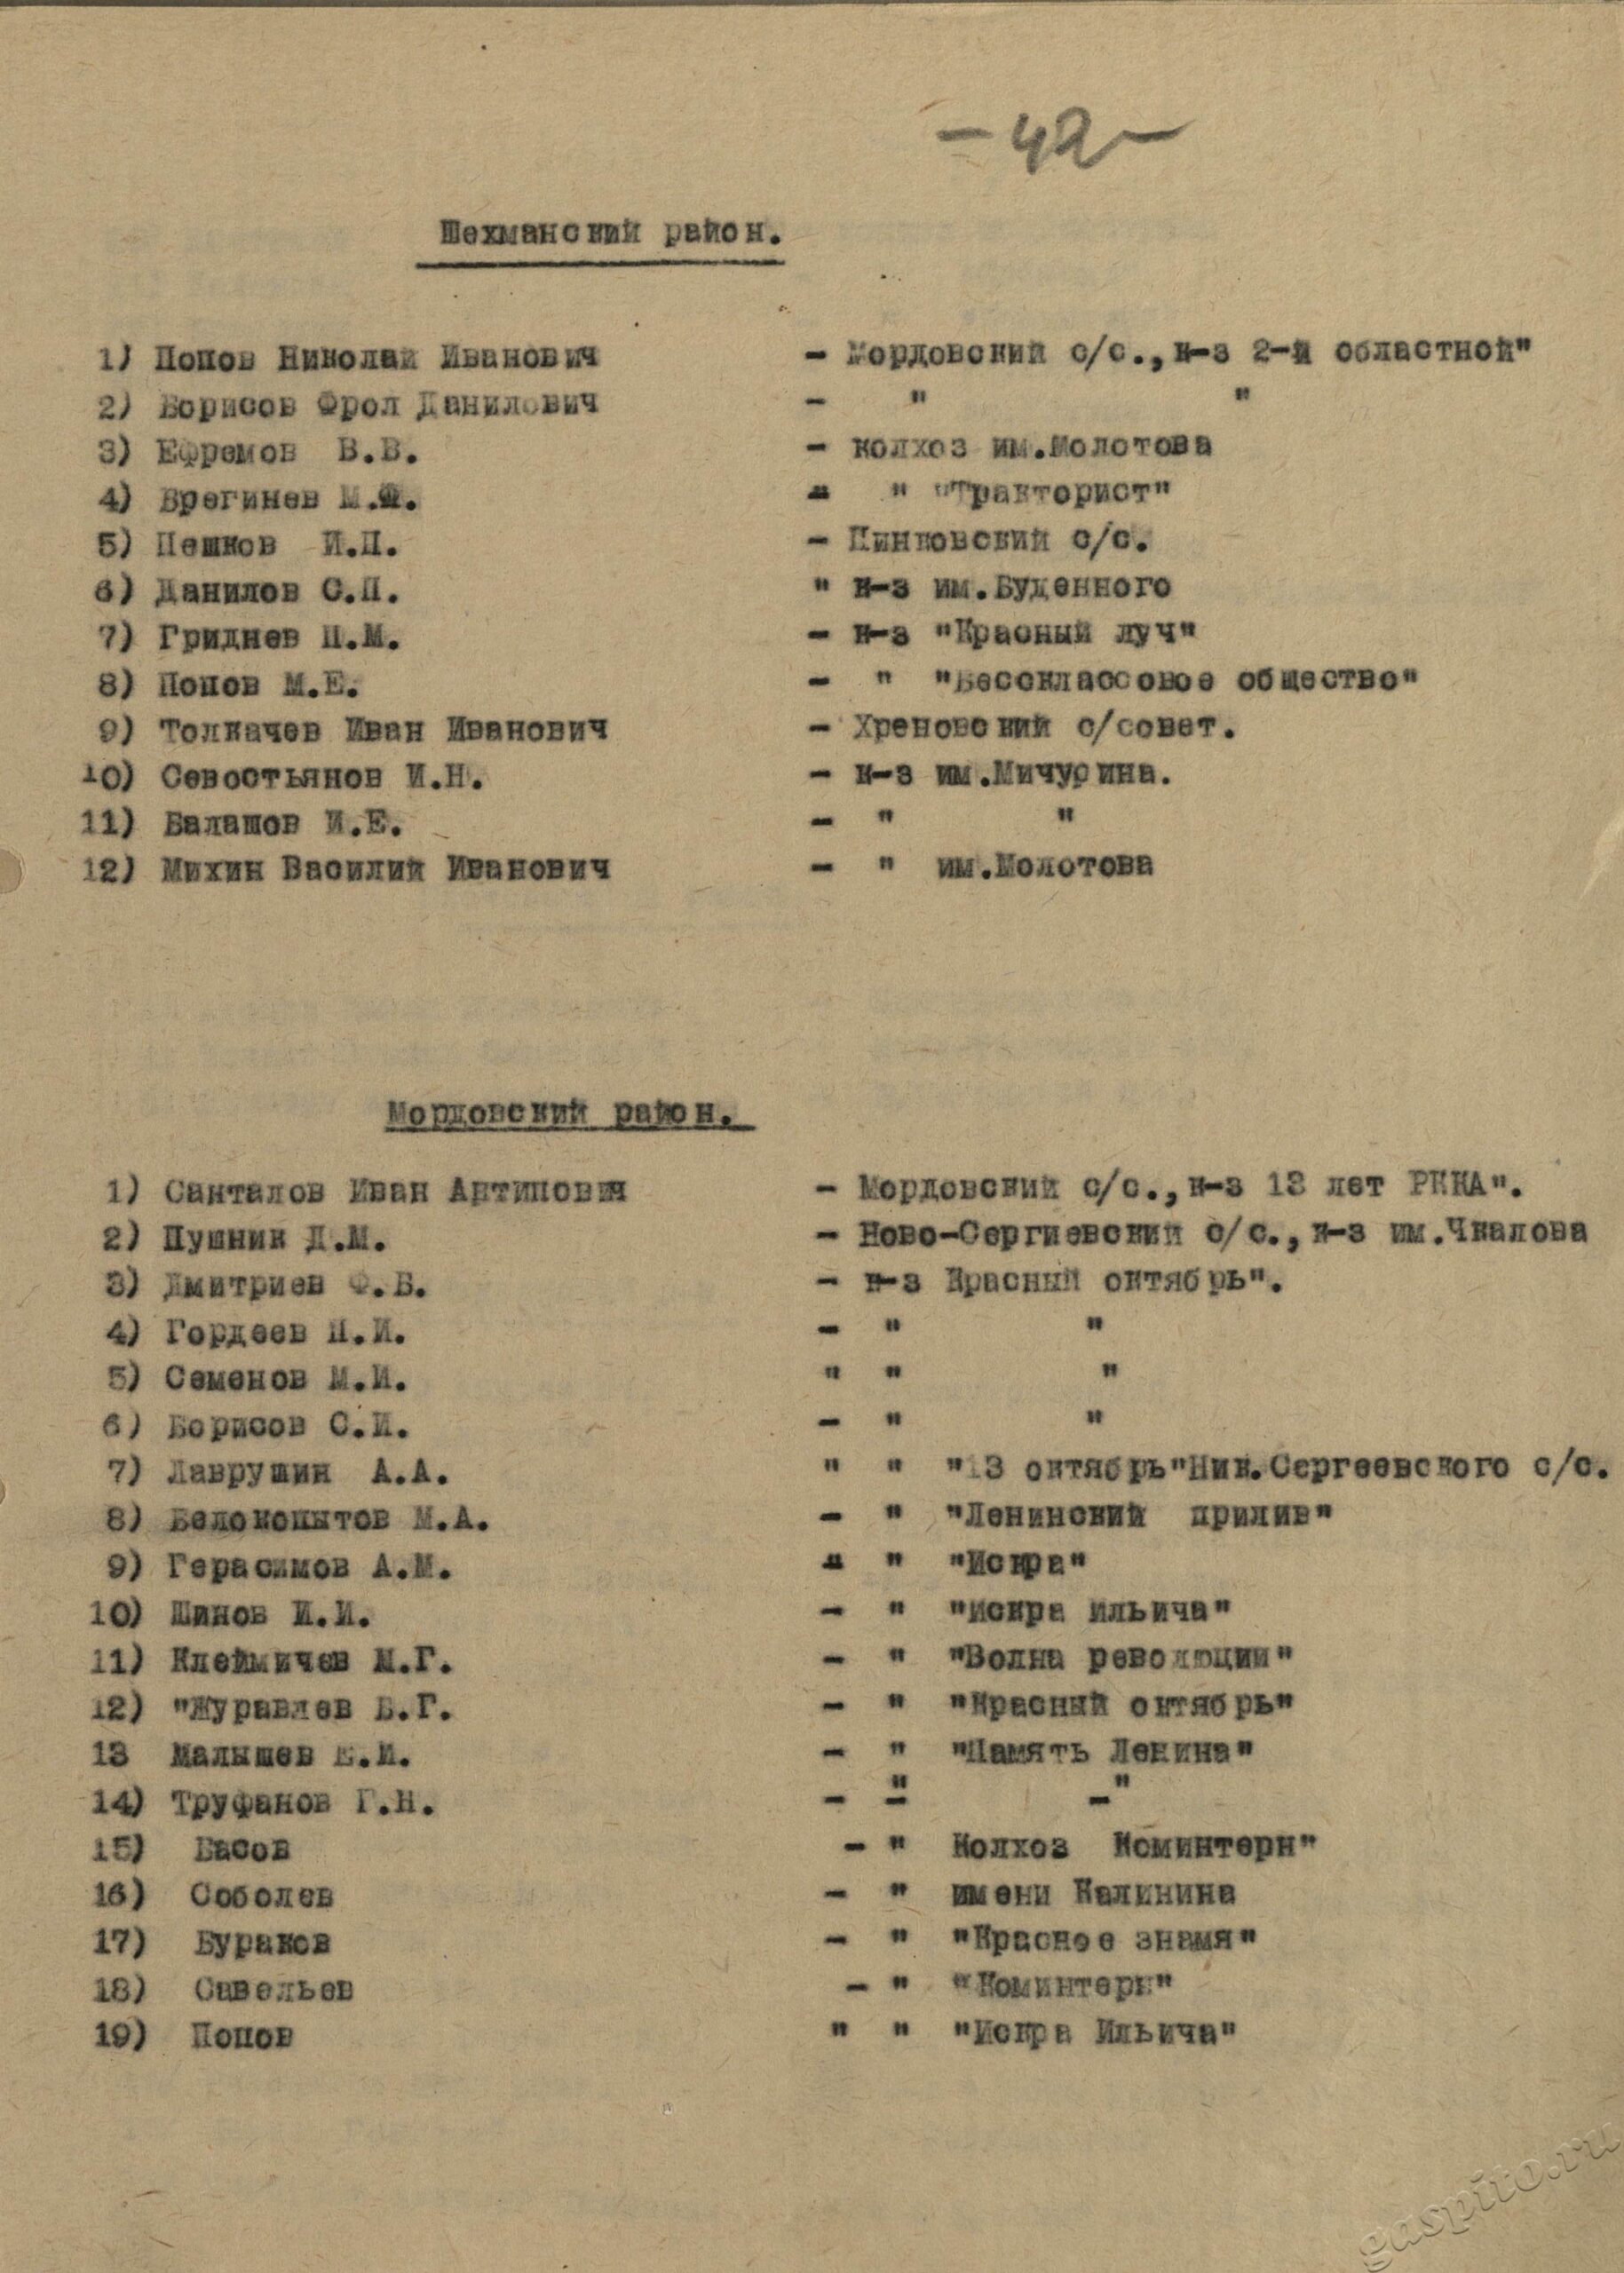 - 42 -
Шехманский район.
1) Попов Николай Иванович - Мордовский с/с.,к-з 2-й областной"
2) Борисов Фрол Данилович - " "
3) Ефремов В.В. - колхоз им.Молотова
4) Брегинев М.Ф. - " "Тракторист"
5) Пешков И.П. - Пинковский с/с.
6) Данилов С.П. " к-з им.Буденного
7) Гриднев П.М. - к-з "Красный луч"
8) Попов М.Е. - " "Бессклассовое общество"
9) Толкачев Иван Иванович - Хреновский с/совет.
10) Севостьянов И.Н. - к-з им.Мичурина.
11) Балашов И.Е. - " "
12) Михин Василий Иванович - " им.Молотова
Мордовский район.
1) Санталов Иван Антипович - Мордовский с/с.,к-з 13 лет РККА".
2) Пушник Д.М. - Ново-Сергиевский с/с.,к-з им.Чкалова
3) Дмитриев Ф.В. - к-з Красный октябрь".
4) Гордеев П.И. - " "
5) Семенов М.И. " " "
6) Борисов С.И. - " "
7) Лаврушин А.А. " " "13 октябрь"Ник.Сергеевского с/с.
8) Белокопытов М.А. - " "Ленинский прилив"
9) Герасимов А.М. - " "Искра"
10) Шинов И.И. - " "искра ильича"
11) Клеймичев М.Г. - " "Волна революции"
12) "Журавлев В.Г. - " "Красный октябрь"
13 Малышев Е.И. - " "Память Ленина"
14) Труфанов Г.Н. - " - - "
15) Басов - " Колхоз Коминтерн"
16) Соболев - " имени Калинина
17) Бураков - " "Красное знамя"
18) Савельев - " "Коминтерн"
19) Попов " " "Искра Ильича"
gaspito.ru